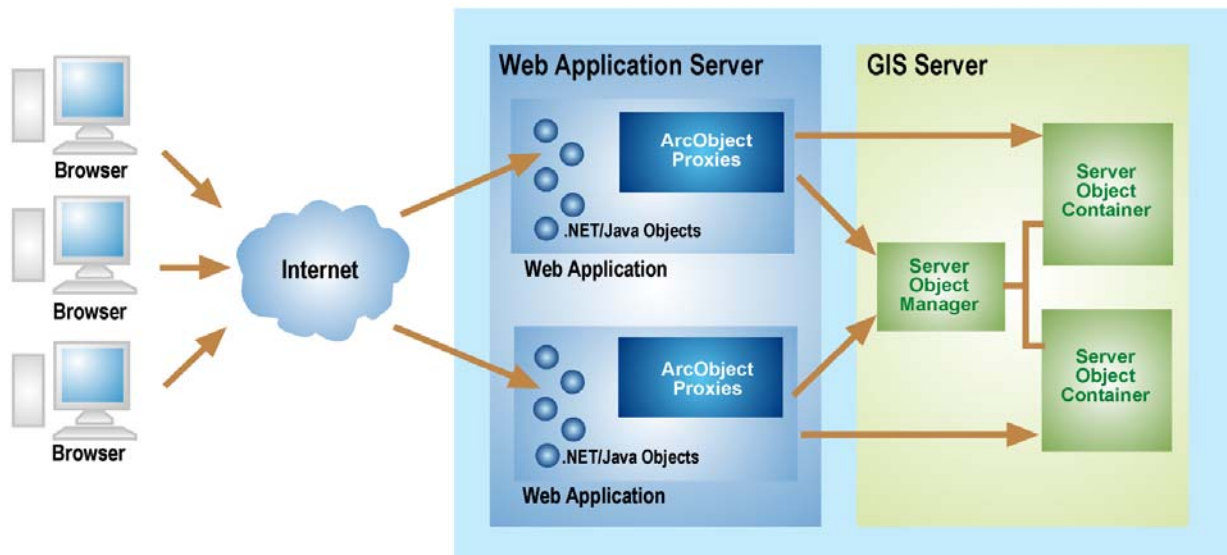 Browser
Browser
Browser
Internet
Web Application Server
ArcObject
Proxies
.NET/Java Objects
Web Application
ArcObject
Proxies
.NET/Java Objects
Web Application
GIS Server
Server
Object
Container
Server
Object
Manager
Server
Object
Container